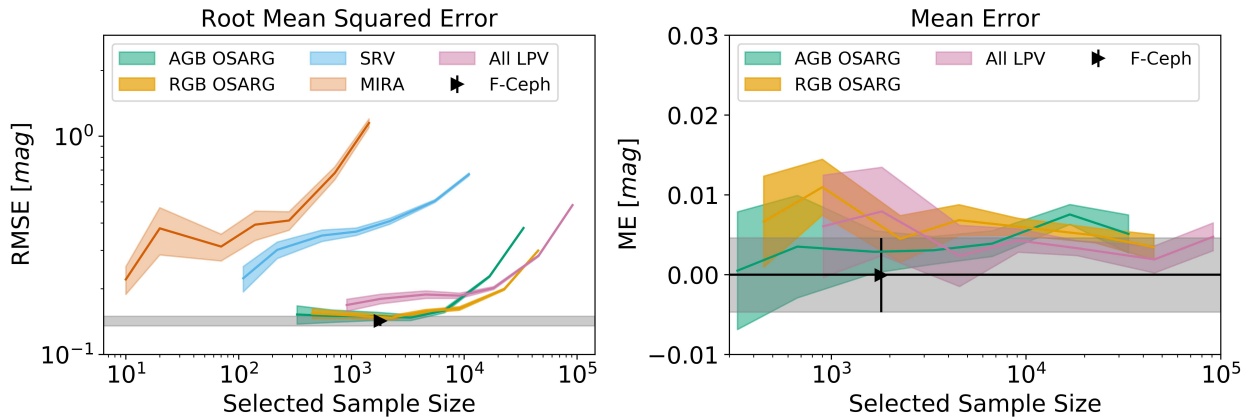 Root Mean Squared Error
AGB OSARG
RGB OSARG
SRV
MIRA
All LPV
F-Ceph
RMSE [mag]
10⁰
10⁻¹
10¹
10²
10³
10⁴
10⁵
Selected Sample Size
Mean Error
AGB OSARG
RGB OSARG
All LPV
F-Ceph
ME [mag]
0.03
0.02
0.01
0.00
−0.01
10³
10⁴
10⁵
Selected Sample Size